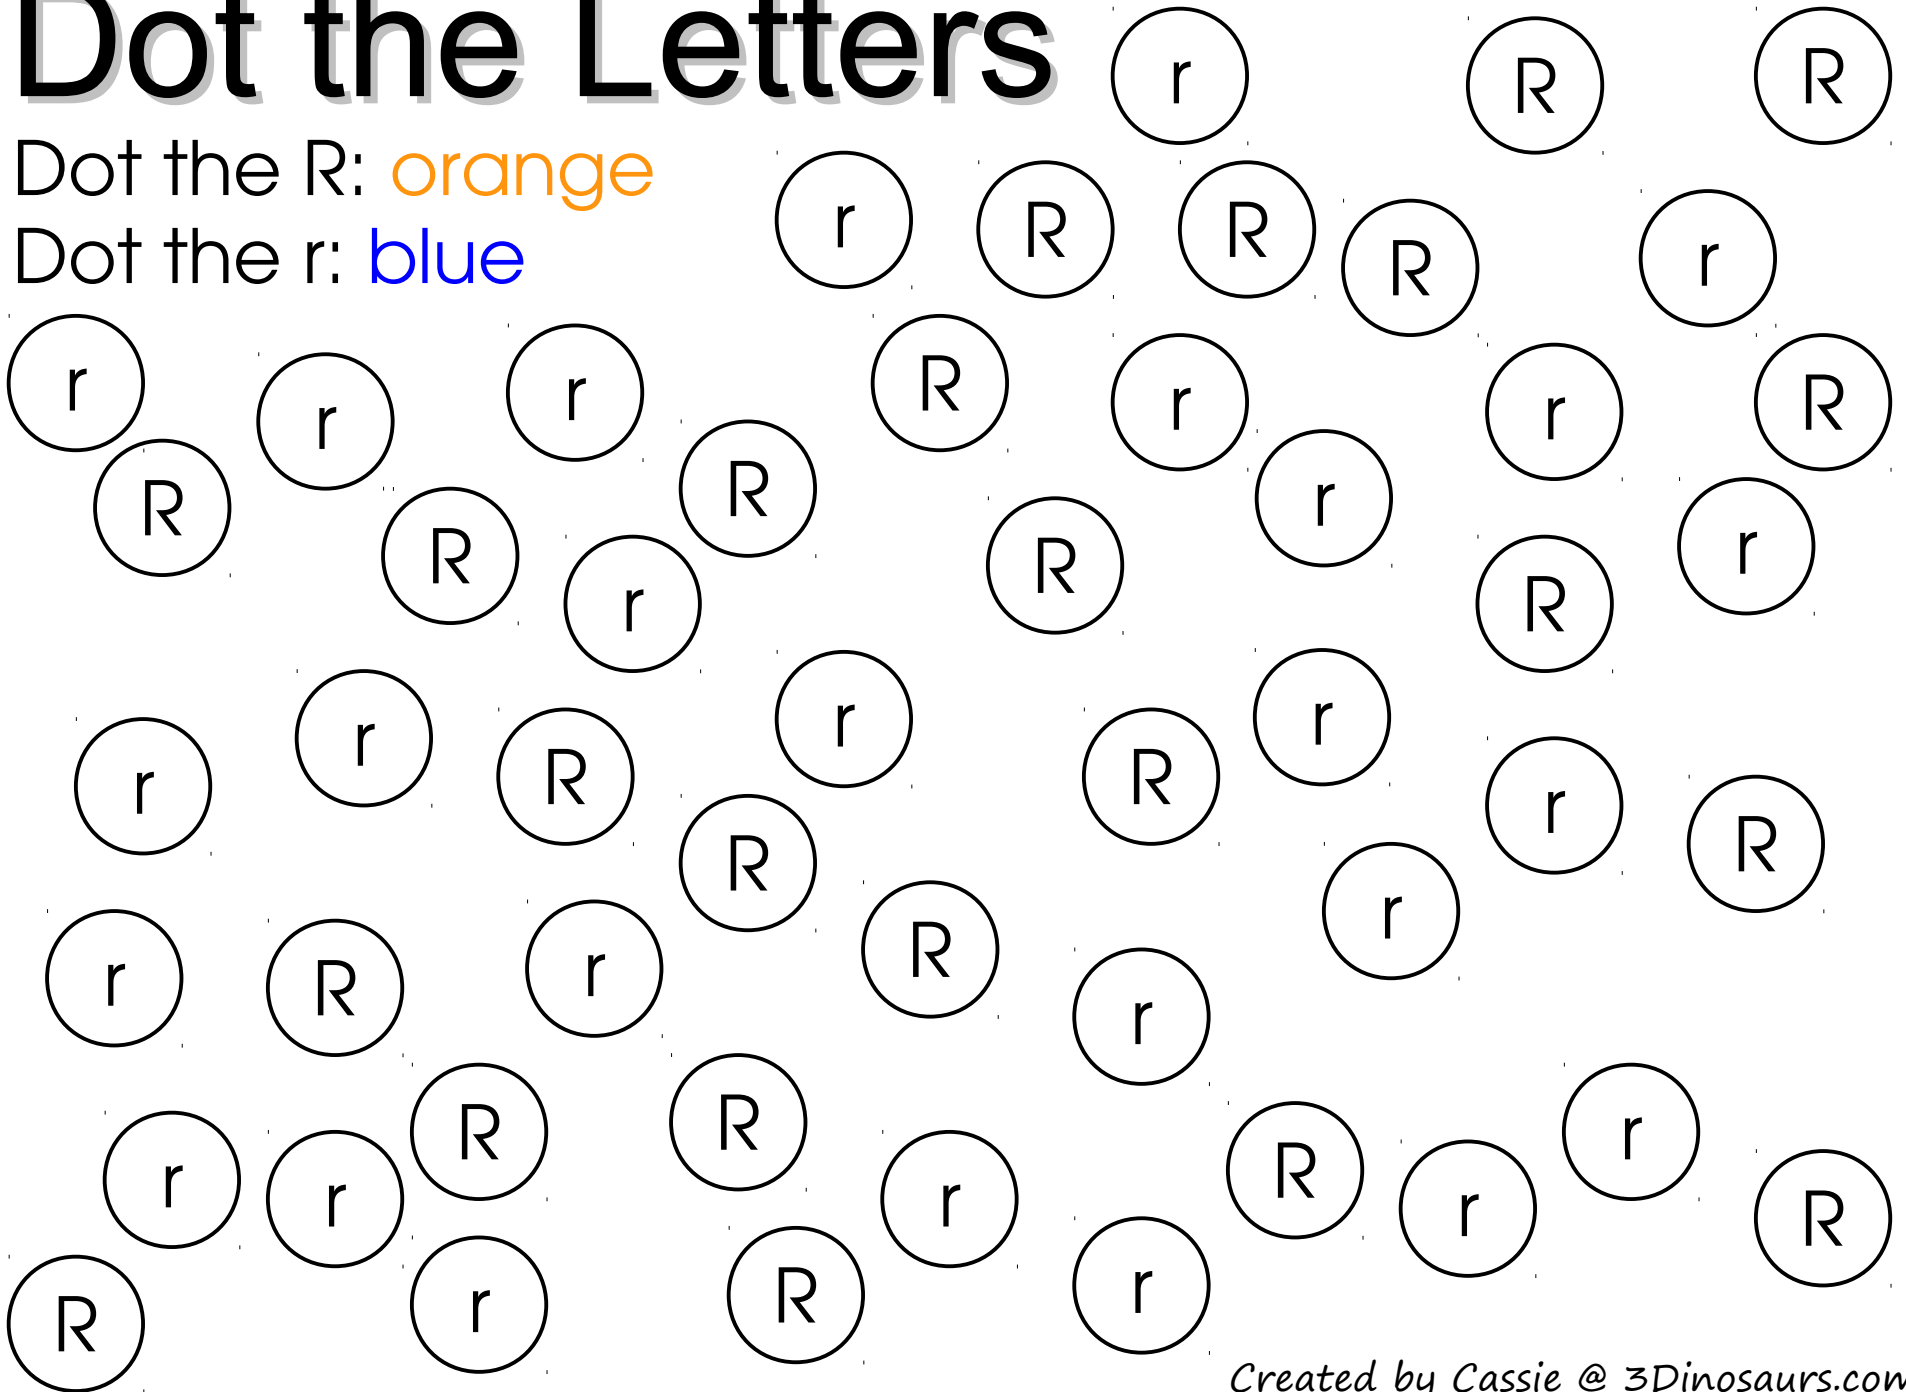 Dot the Letters
Dot the R: orange
Dot the r: blue
r R R
r R R R r
r r r R r r R
R R r R R r R r
r r R r R r r R
R r
r R r R r
r r R R r R r r R
R r R r
Created by Cassie @ 3Dinosaurs.com